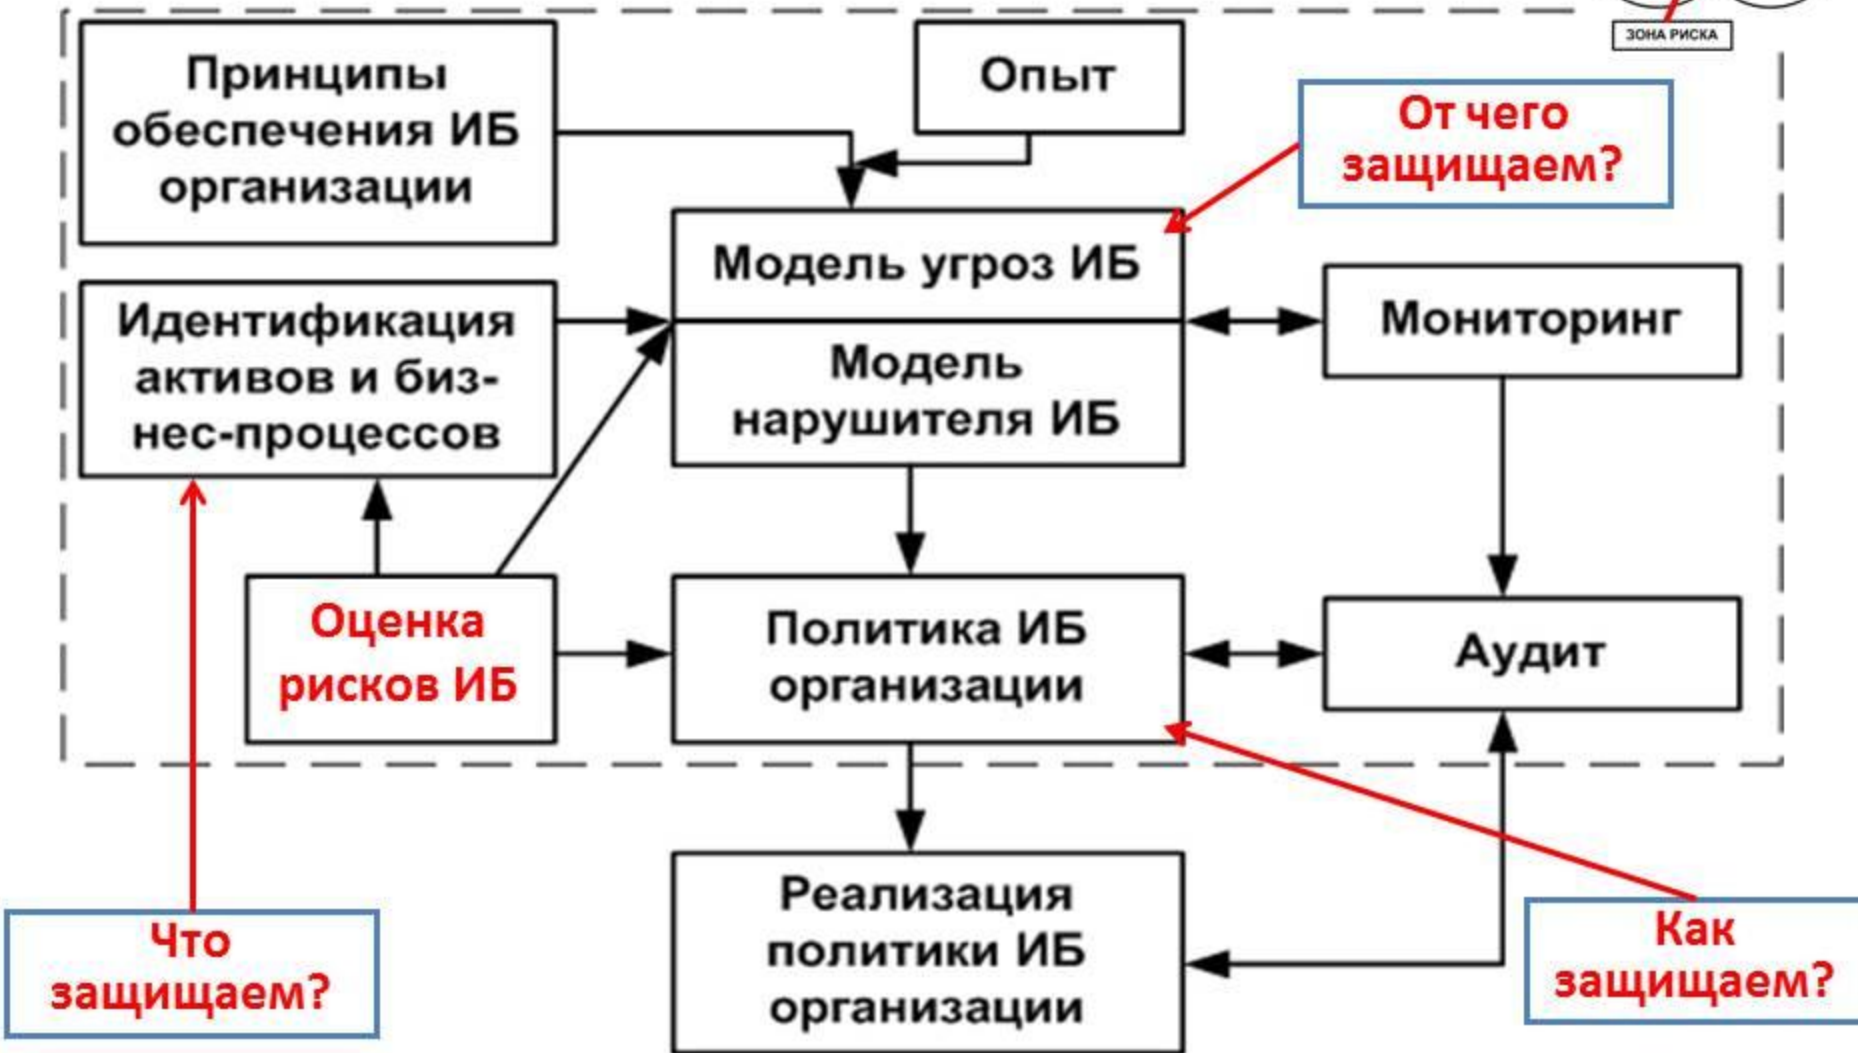 ЗОНА РИСКА
Принципы
обеспечения ИБ
организации
Опыт
От чего
защищаем?
Модель угроз ИБ
Модель
нарушителя ИБ
Мониторинг
Идентификация
активов и биз-
нес-процессов
Оценка
рисков ИБ
Политика ИБ
организации
Аудит
Реализация
политики ИБ
организации
Что
защищаем?
Как
защищаем?